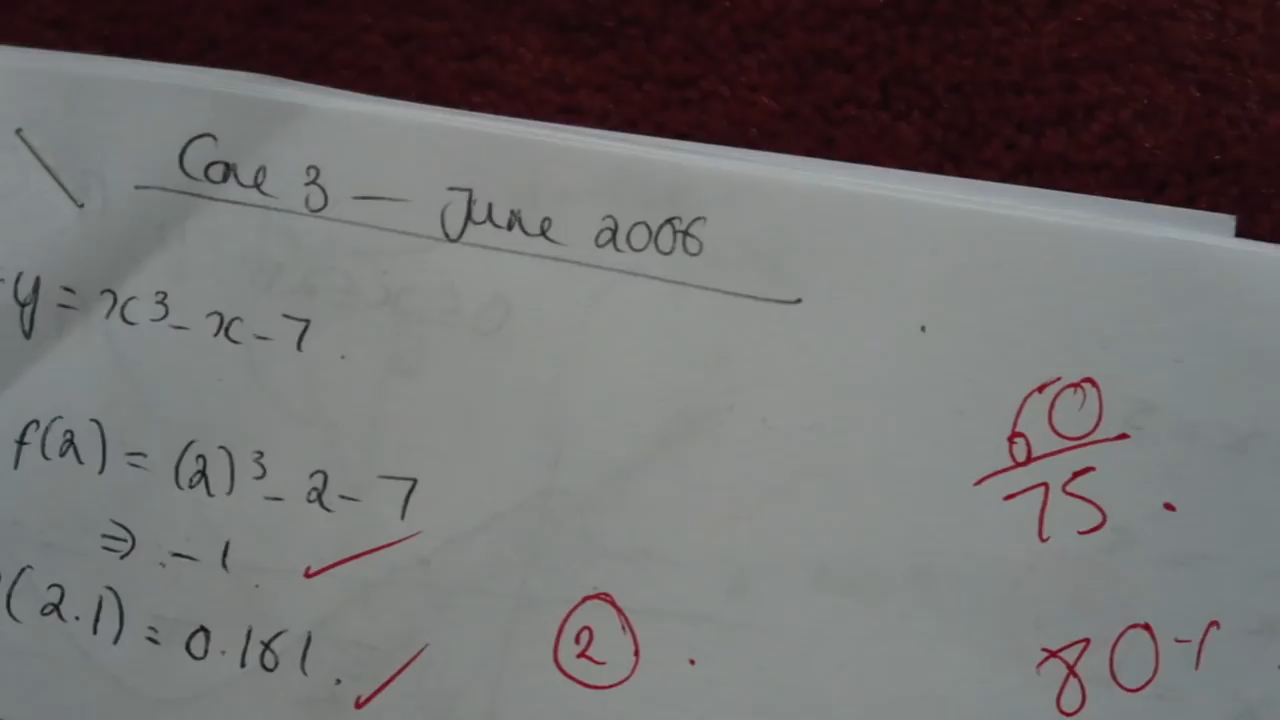 Core 3 — June 2006
y = x³ - x - 7
f(2) = (2)³ - 2 - 7
⇒ -1
(2.1) = 0.161
2
60
75
80